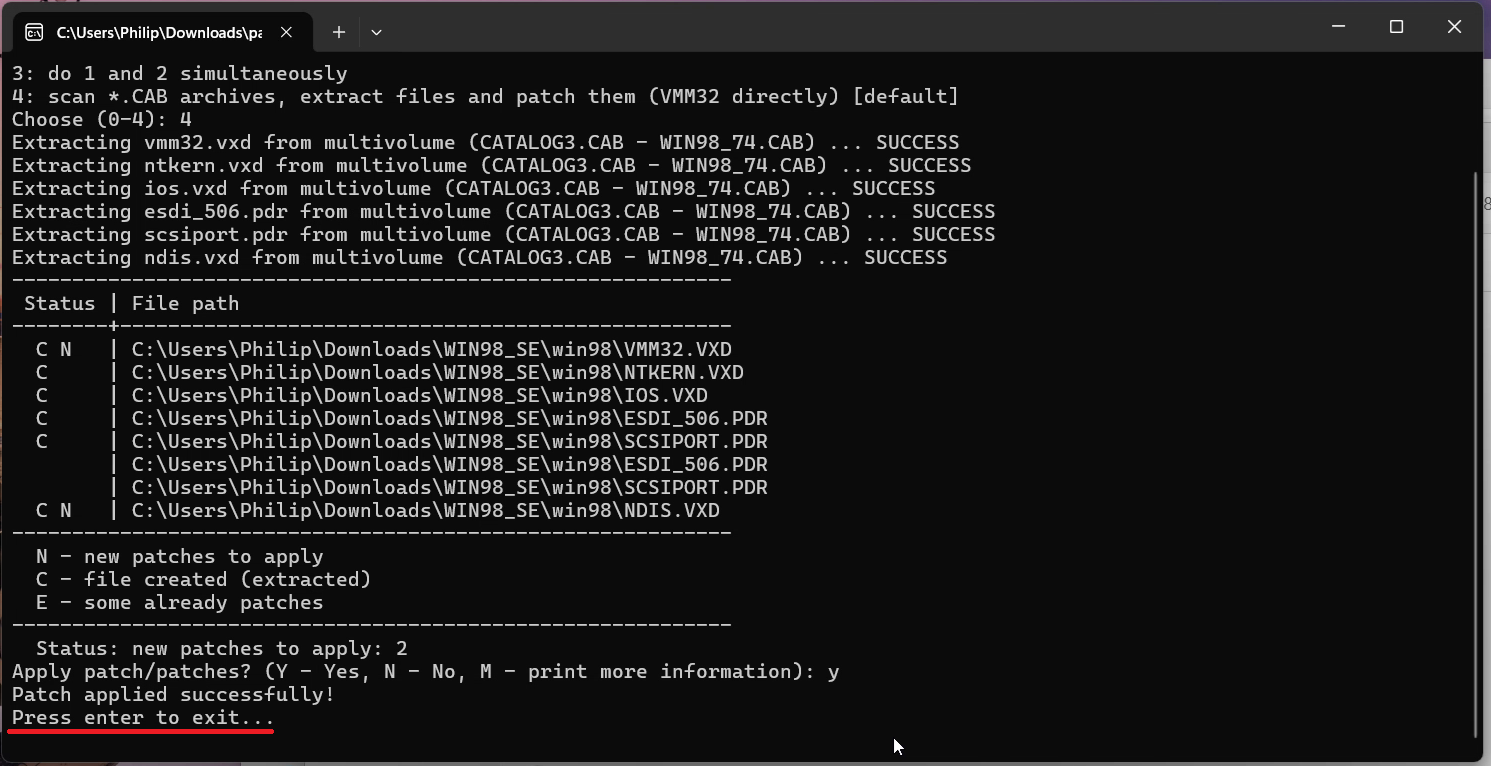 C:\Users\Philip\Downloads\pa
3: do 1 and 2 simultaneously
4: scan *.CAB archives, extract files and patch them (VMM32 directly) [default]
Choose (0-4): 4
Extracting vmm32.vxd from multivolume (CATALOG3.CAB - WIN98_74.CAB) ... SUCCESS
Extracting ntkern.vxd from multivolume (CATALOG3.CAB - WIN98_74.CAB) ... SUCCESS
Extracting ios.vxd from multivolume (CATALOG3.CAB - WIN98_74.CAB) ... SUCCESS
Extracting esdi_506.pdr from multivolume (CATALOG3.CAB - WIN98_74.CAB) ... SUCCESS
Extracting scsiport.pdr from multivolume (CATALOG3.CAB - WIN98_74.CAB) ... SUCCESS
Extracting ndis.vxd from multivolume (CATALOG3.CAB - WIN98_74.CAB) ... SUCCESS
------------------------------------------------------------
 Status | File path
--------+---------------------------------------------------
  C N   | C:\Users\Philip\Downloads\WIN98_SE\win98\VMM32.VXD
  C     | C:\Users\Philip\Downloads\WIN98_SE\win98\NTKERN.VXD
  C     | C:\Users\Philip\Downloads\WIN98_SE\win98\IOS.VXD
  C     | C:\Users\Philip\Downloads\WIN98_SE\win98\ESDI_506.PDR
  C     | C:\Users\Philip\Downloads\WIN98_SE\win98\SCSIPORT.PDR
        | C:\Users\Philip\Downloads\WIN98_SE\win98\ESDI_506.PDR
        | C:\Users\Philip\Downloads\WIN98_SE\win98\SCSIPORT.PDR
  C N   | C:\Users\Philip\Downloads\WIN98_SE\win98\NDIS.VXD
------------------------------------------------------------
  N - new patches to apply
  C - file created (extracted)
  E - some already patches
------------------------------------------------------------
  Status: new patches to apply: 2
Apply patch/patches? (Y - Yes, N - No, M - print more information): y
Patch applied successfully!
Press enter to exit...